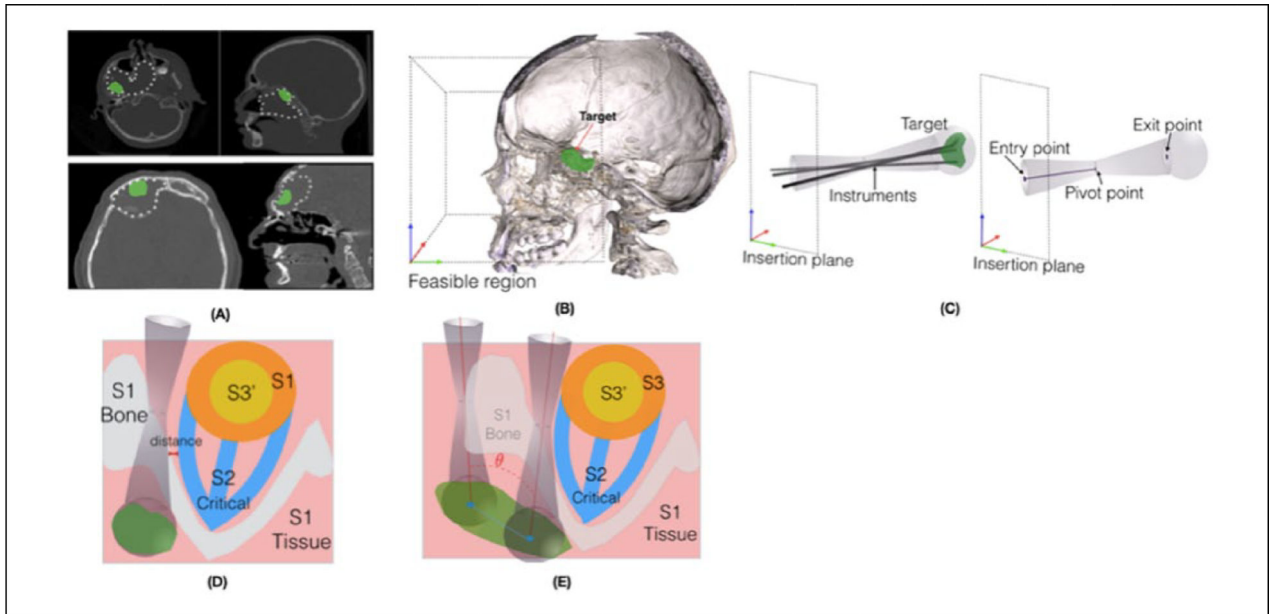 Target
Feasible region
(A)
(B)
Target
Instruments
Insertion plane
Entry point
Exit point
Pivot point
Insertion plane
(C)
S1
Bone
S3'
S1
distance
S2
Critical
S1
Tissue
(D)
S1
Bone
S3'
S3
θ
S2
Critical
S1
Tissue
(E)